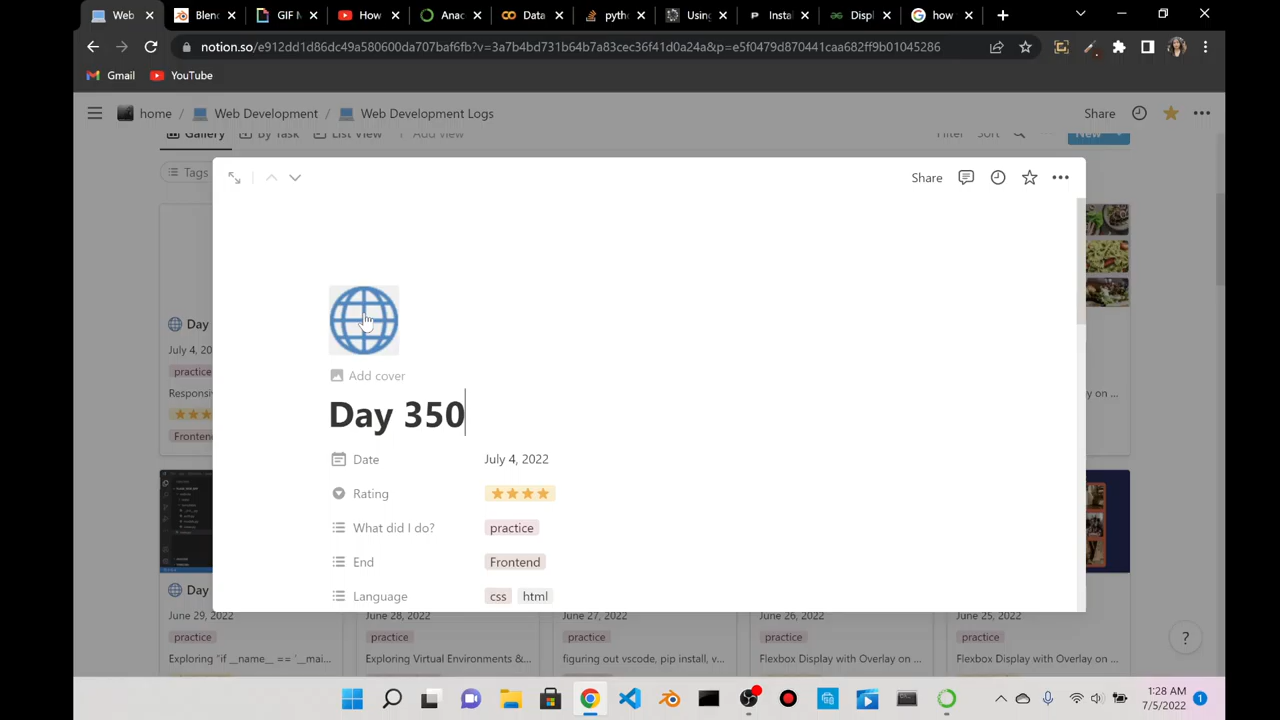 Web
Blenc
GIF M
How
Anac
Data
pyth
Using
Insta
Displ
how
notion.so/e912dd1d86dc49a580600da707baf6fb?v=3a7b4bd731b64b7a83cec36f41d0a24a&p=e5f0479d870441caa682ff9b01045286
Gmail
YouTube
home / Web Development / Web Development Logs
Share
Gallery
By Task
List View
+ Add view
Filter
Sort
New
Tags
Share
Day
July 4, 20
practice
Responsiv
Fronten
Add cover
Day 350
Date
July 4, 2022
Rating
What did I do?
practice
End
Frontend
Language
css html
ay on ...
Day
June 29, 2022
June 28, 2022
June 27, 2022
June 26, 2022
June 25, 2022
practice
practice
practice
practice
practice
Exploring "if __name__ == '__mai...
Exploring Virtual Environments &...
figuring out vscode, pip install, v...
Flexbox Display with Overlay on ...
Flexbox Display with Overlay on ...
?
1:28 AM
7/5/2022
1